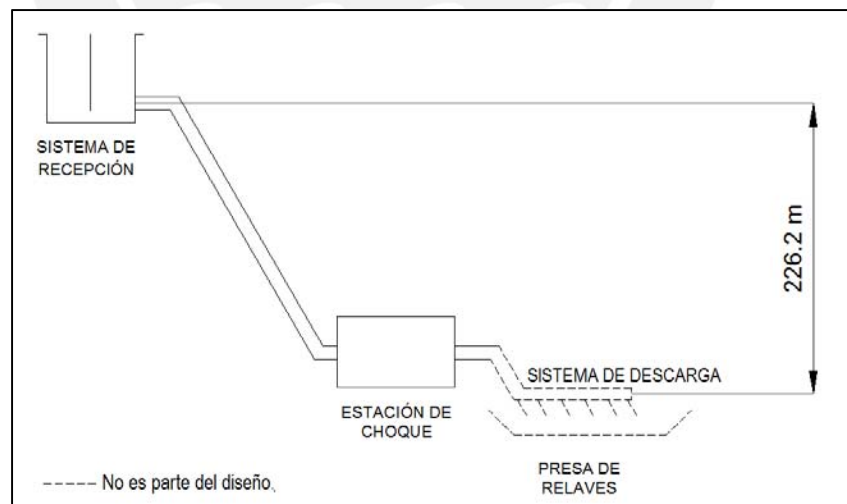 SISTEMA DE
RECEPCIÓN
226.2 m
SISTEMA DE DESCARGA
ESTACIÓN DE
CHOQUE
PRESA DE
RELAVES
No es parte del diseño.